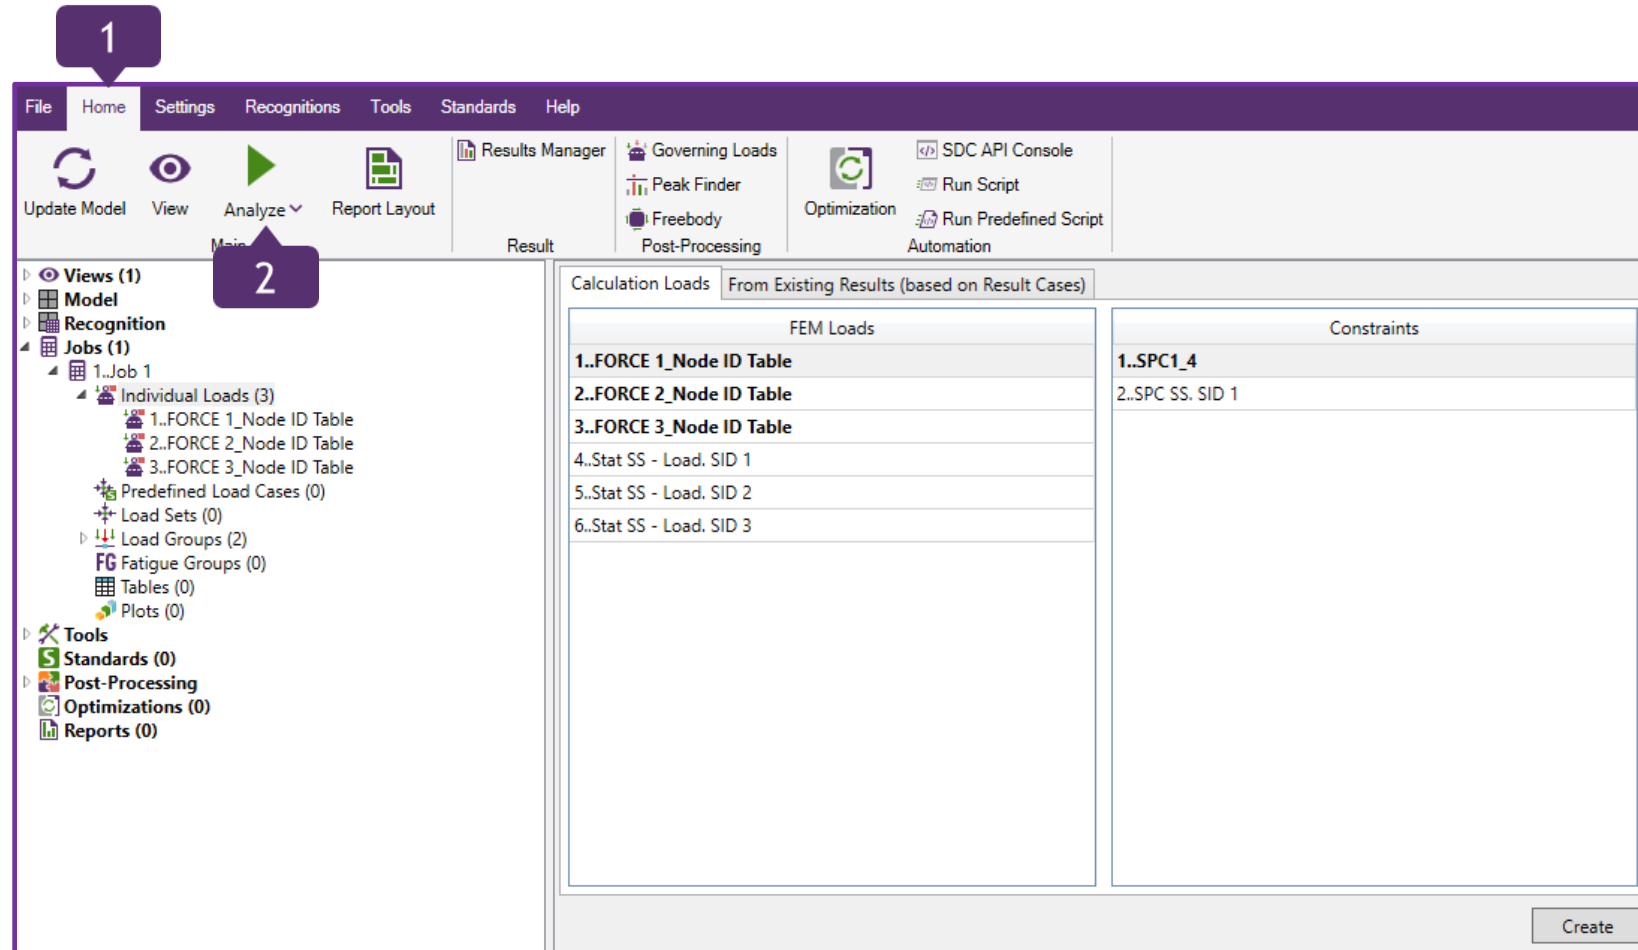 1
File Home Settings Recognitions Tools Standards Help
Update Model View Analyze Report Layout
Main
Results Manager
Result
Governing Loads
Peak Finder
Freebody
Post-Processing
Optimization
SDC API Console
Run Script
Run Predefined Script
Automation
2
Views (1)
Model
Recognition
Jobs (1)
1..Job 1
Individual Loads (3)
1..FORCE 1_Node ID Table
2..FORCE 2_Node ID Table
3..FORCE 3_Node ID Table
Predefined Load Cases (0)
Load Sets (0)
Load Groups (2)
FG Fatigue Groups (0)
Tables (0)
Plots (0)
Tools
S Standards (0)
Post-Processing
Optimizations (0)
Reports (0)
Calculation Loads From Existing Results (based on Result Cases)
FEM Loads
1..FORCE 1_Node ID Table
2..FORCE 2_Node ID Table
3..FORCE 3_Node ID Table
4..Stat SS - Load. SID 1
5..Stat SS - Load. SID 2
6..Stat SS - Load. SID 3
Constraints
1..SPC1_4
2..SPC SS. SID 1
Create